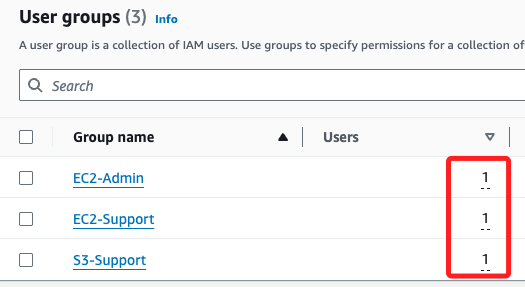 User groups (3) Info
A user group is a collection of IAM users. Use groups to specify permissions for a collection of
Search
Group name Users
EC2-Admin 1
EC2-Support 1
S3-Support 1